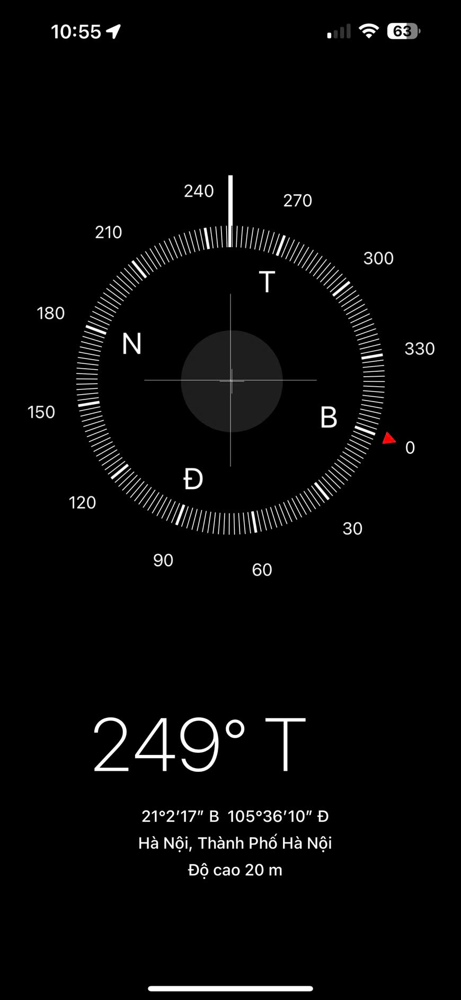 10:55
63
240
270
210
300
T
180
N
330
150
B
0
Đ
120
30
90
60
249° T
21°2′17″ B 105°36′10″ Đ
Hà Nội, Thành Phố Hà Nội
Độ cao 20 m